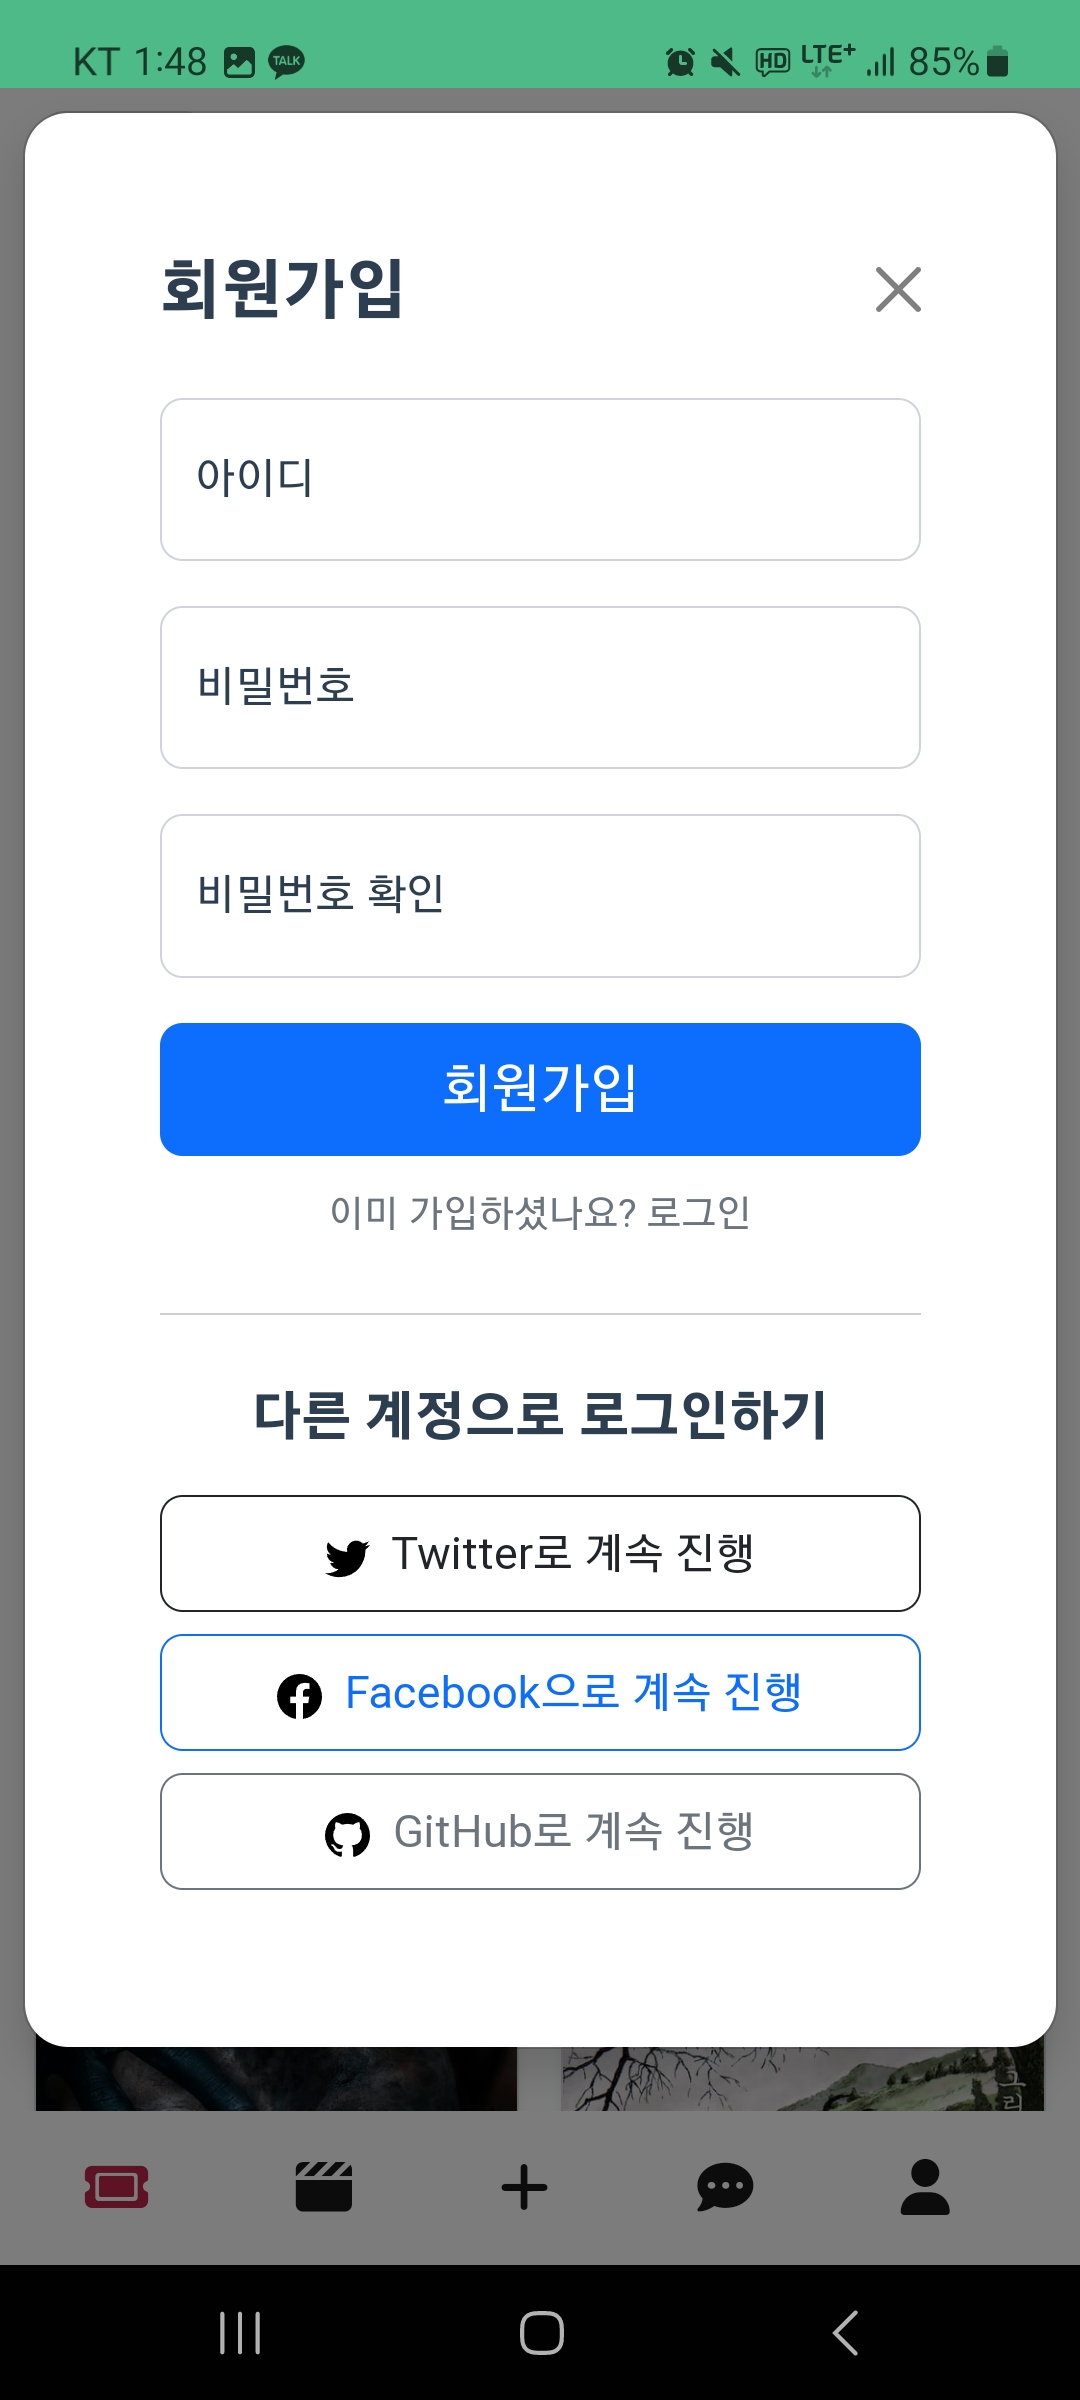 KT 1:48 TALK HD LTE+ 85%
회원가입
아이디
비밀번호
비밀번호 확인
회원가입
이미 가입하셨나요? 로그인
다른 계정으로 로그인하기
Twitter로 계속 진행
Facebook으로 계속 진행
GitHub로 계속 진행
그리